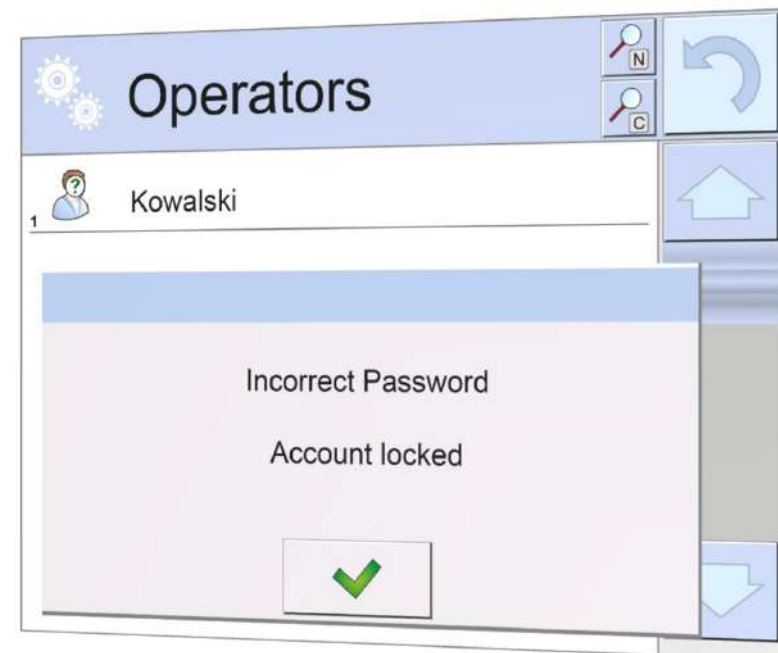 Operators
N
C
1
Kowalski
Incorrect Password
Account locked